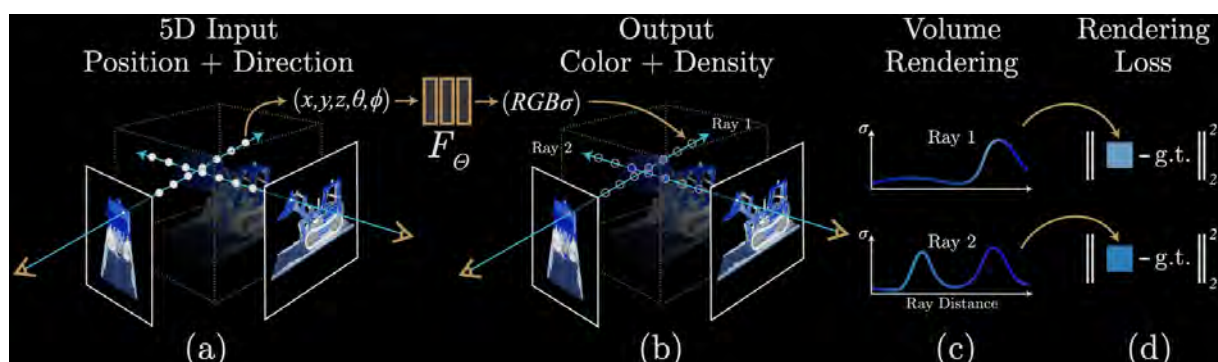 5D Input
Position + Direction
Output
Color + Density
Volume
Rendering
Rendering
Loss
(x,y,z,θ,ϕ)
F_Θ
(RGBσ)
Ray 1
Ray 2
σ
Ray 1
σ
Ray 2
Ray Distance
‖ - g.t. ‖₂²
‖ - g.t. ‖₂²
(a)
(b)
(c)
(d)